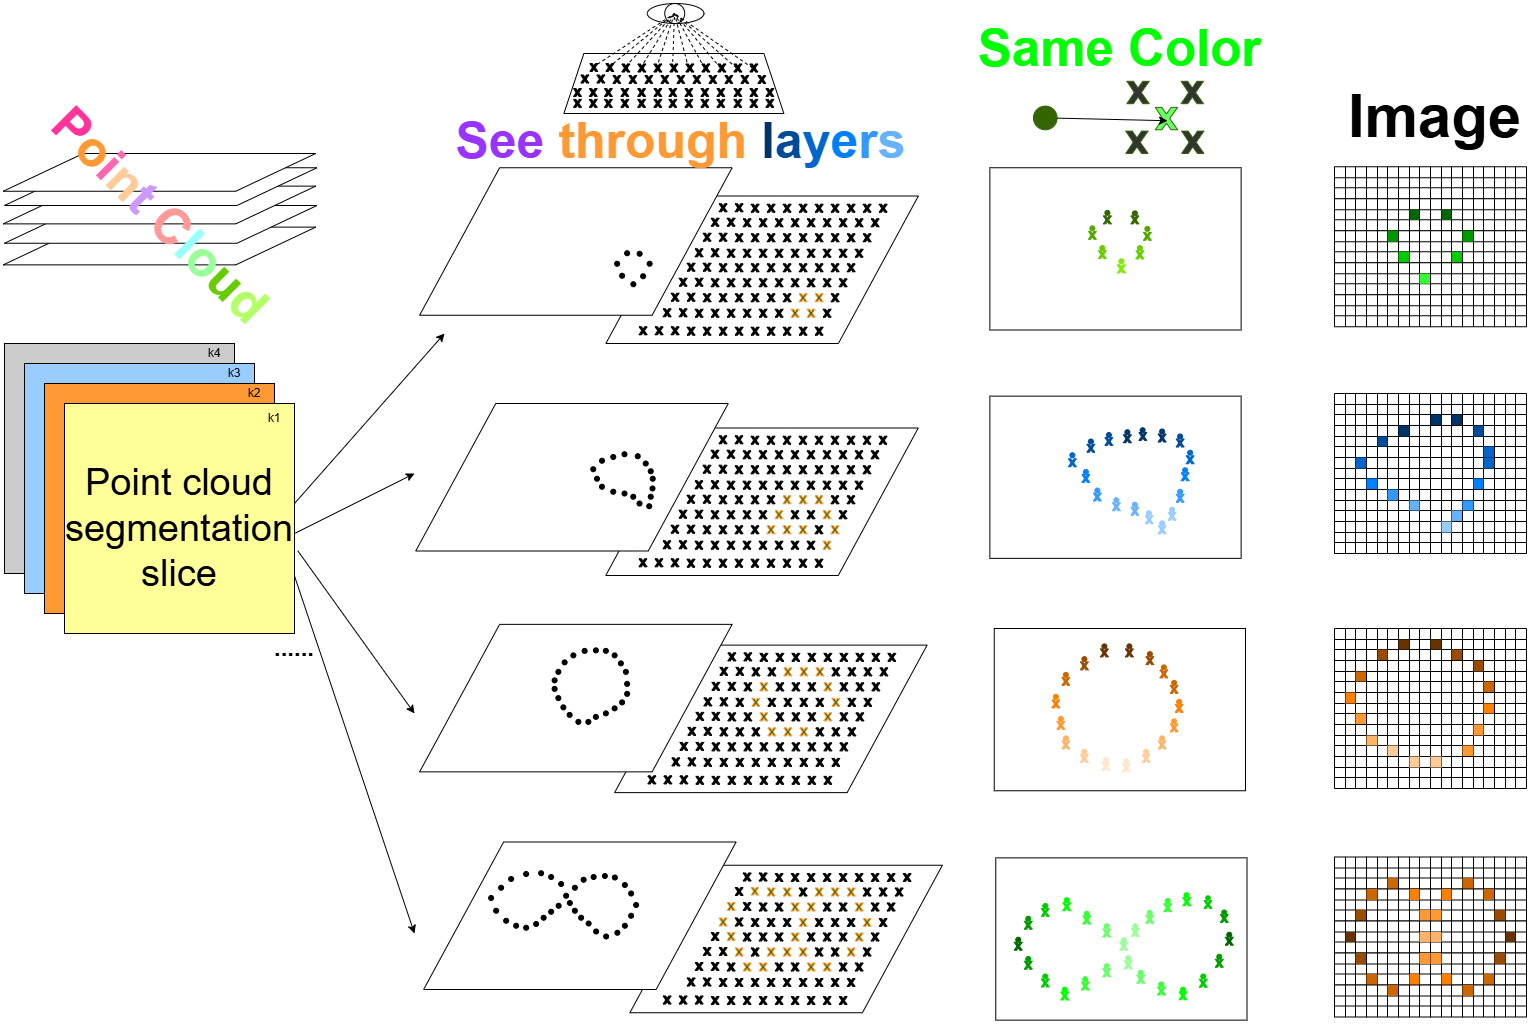 Point Cloud
See through layers
Same Color
Image
k4
k3
k2
k1
Point cloud
segmentation
slice
......